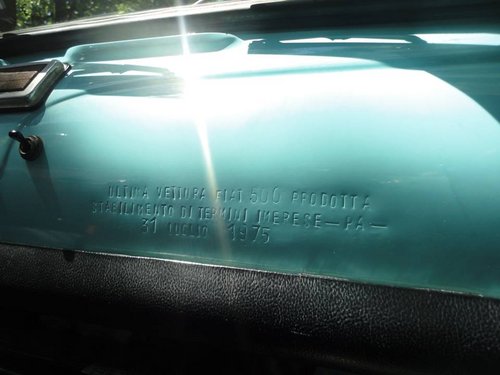 ULTIMA VETTURA FIAT 500 PRODOTTA
STABILIMENTO DI TERMINI IMERESE-PA-
31 LUGLIO 1975